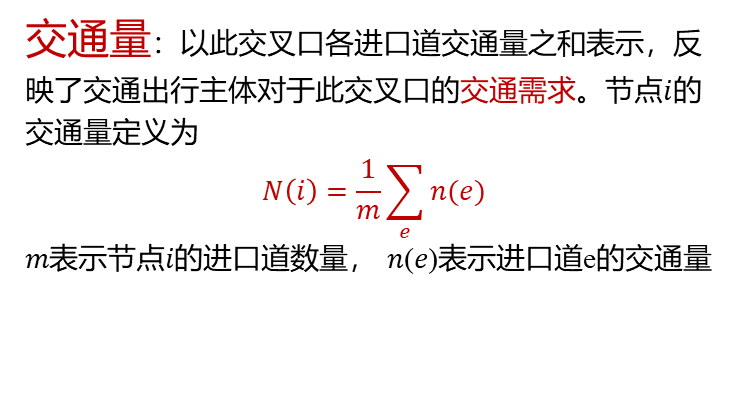 交通量：以此交叉口各进口道交通量之和表示，反
映了交通出行主体对于此交叉口的交通需求。节点i的
交通量定义为
N(i) = \frac{1}{m} \sum_{e} n(e)
m表示节点i的进口道数量， n(e)表示进口道e的交通量